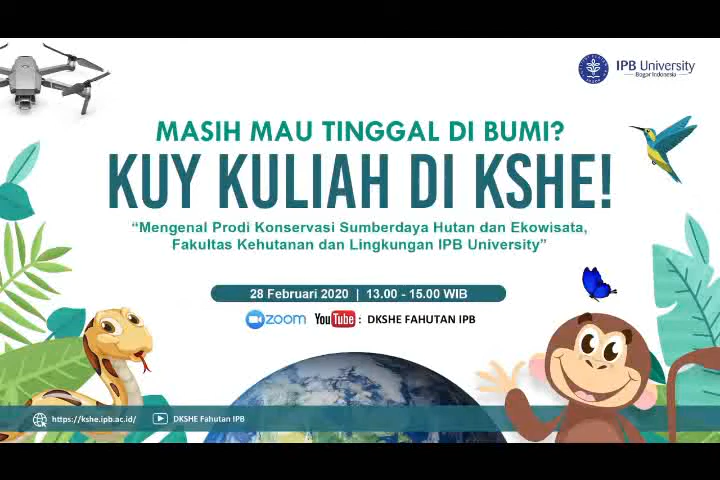 IPB University
Bogor Indonesia
MASIH MAU TINGGAL DI BUMI?
KUY KULIAH DI KSHE!
“Mengenal Prodi Konservasi Sumberdaya Hutan dan Ekowisata,
Fakultas Kehutanan dan Lingkungan IPB University”
28 Februari 2020 | 13.00 - 15.00 WIB
zoom YouTube : DKSHE FAHUTAN IPB
https://kshe.ipb.ac.id/ DKSHE Fahutan IPB